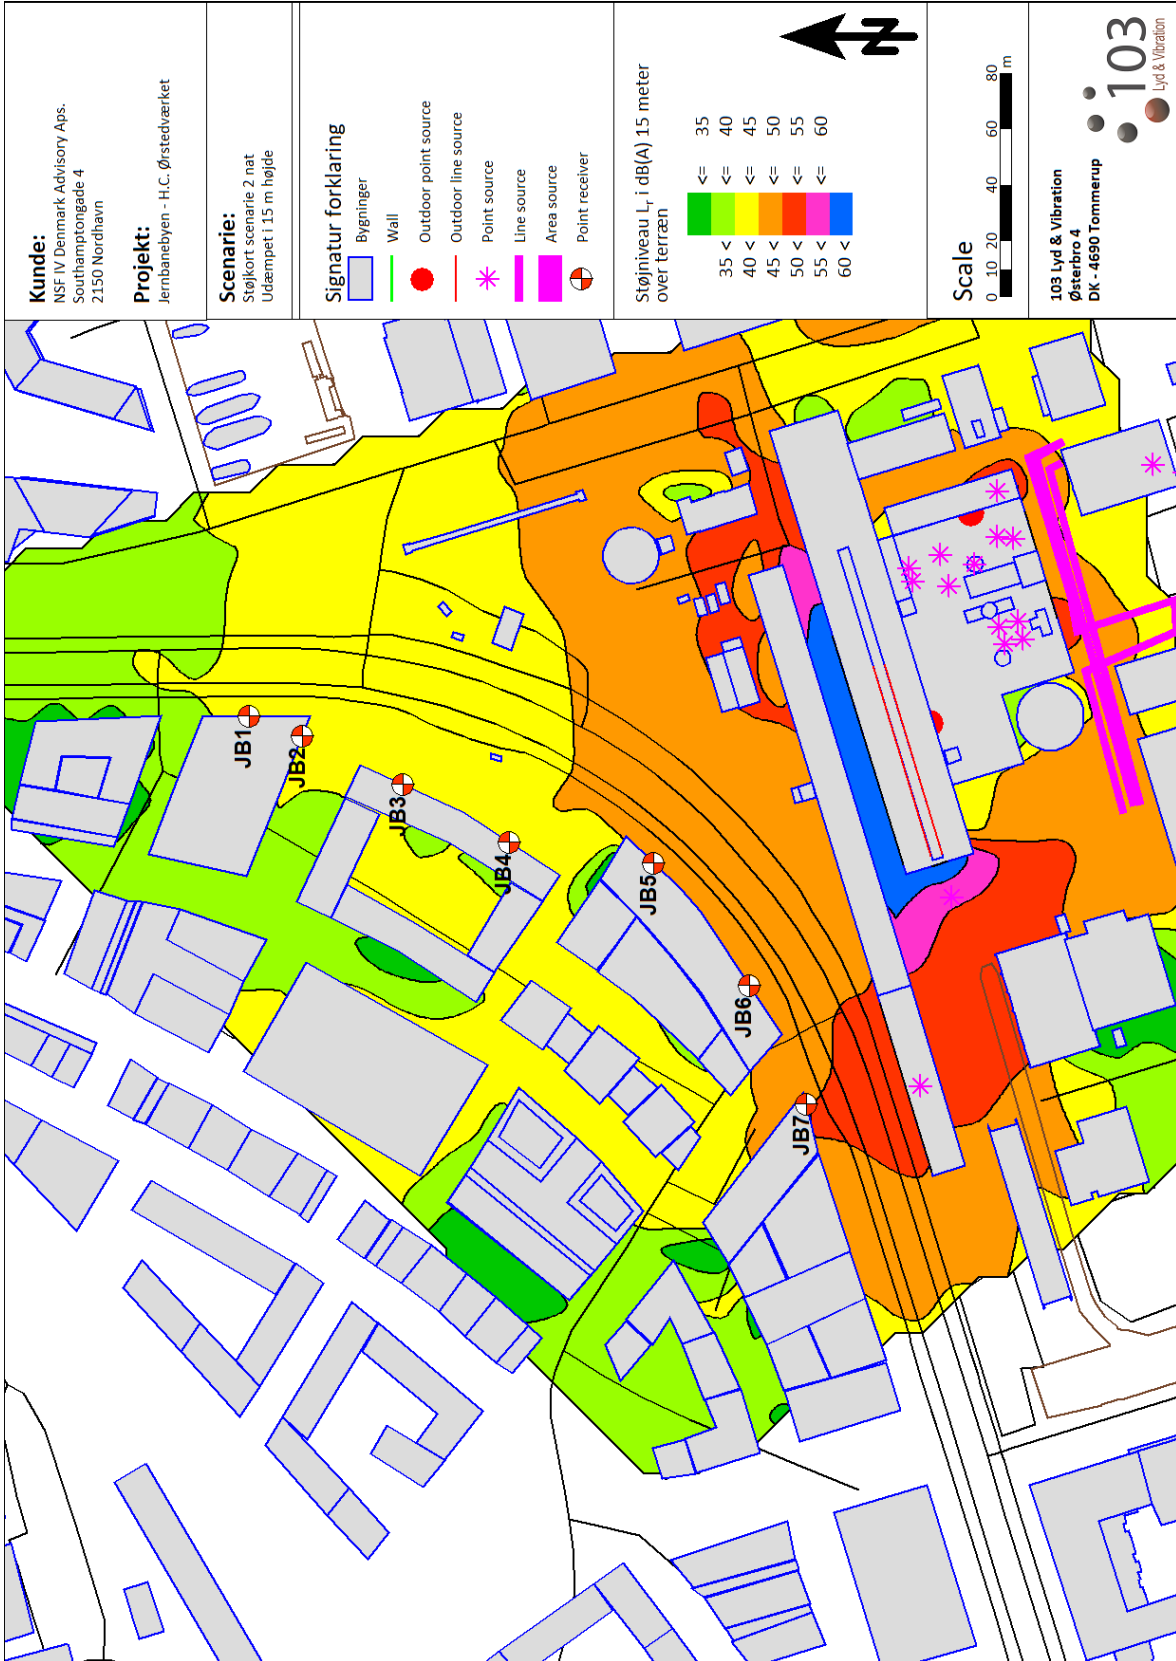 Kunde:
NSF IV Denmark Advisory Aps.
Southamptongade 4
2150 Nordhavn
Projekt:
Jernbanebyen - H.C. Ørstedværket
Scenarie:
Støjkort scenarie 2 nat
Udæmpet i 15 m højde
Signatur forklaring
Bygninger
Wall
Outdoor point source
Outdoor line source
Point source
Line source
Area source
Point receiver
Støjniveau Lr i dB(A) 15 meter
over terræn
<= 35
35 < <= 40
40 < <= 45
45 < <= 50
50 < <= 55
55 < <= 60
60 <
N
Scale
0 10 20 40 60 80
m
103 Lyd & Vibration
Østerbro 4
DK - 4690 Tommerup
103
Lyd & Vibration
JB1
JB2
JB3
JB4
JB5
JB6
JB7